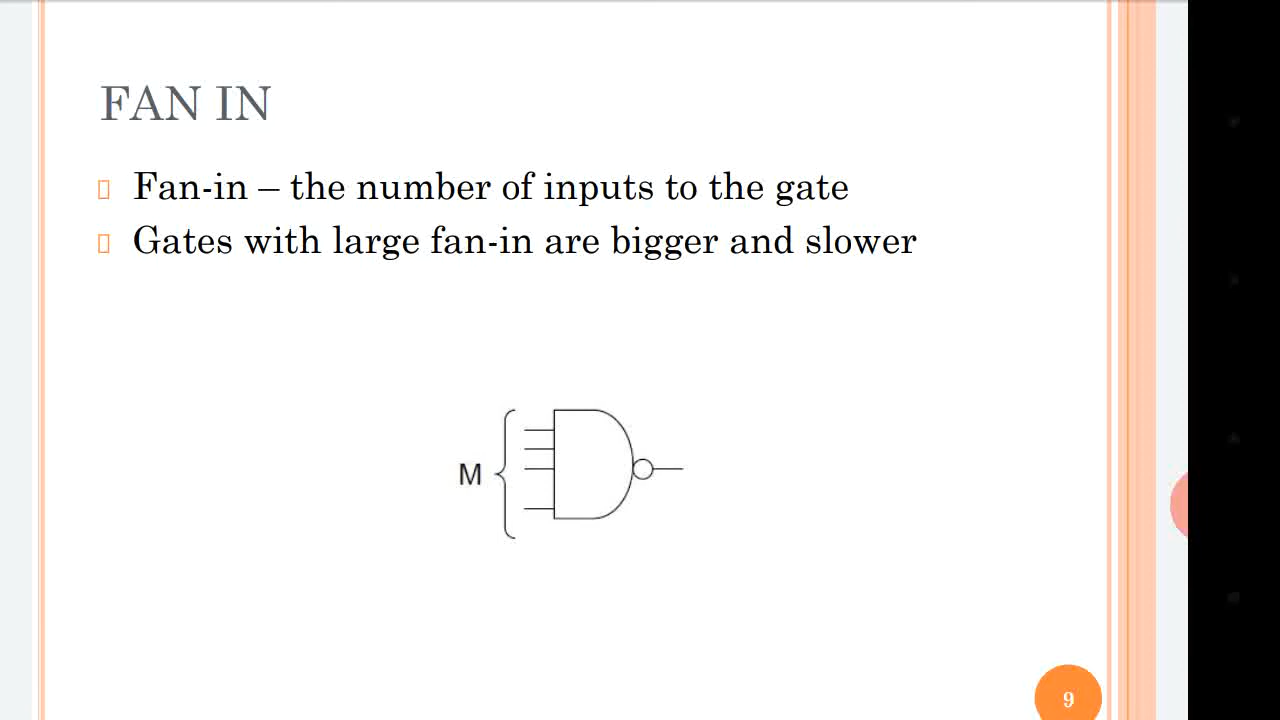 FAN IN
Fan-in – the number of inputs to the gate
Gates with large fan-in are bigger and slower
M
9